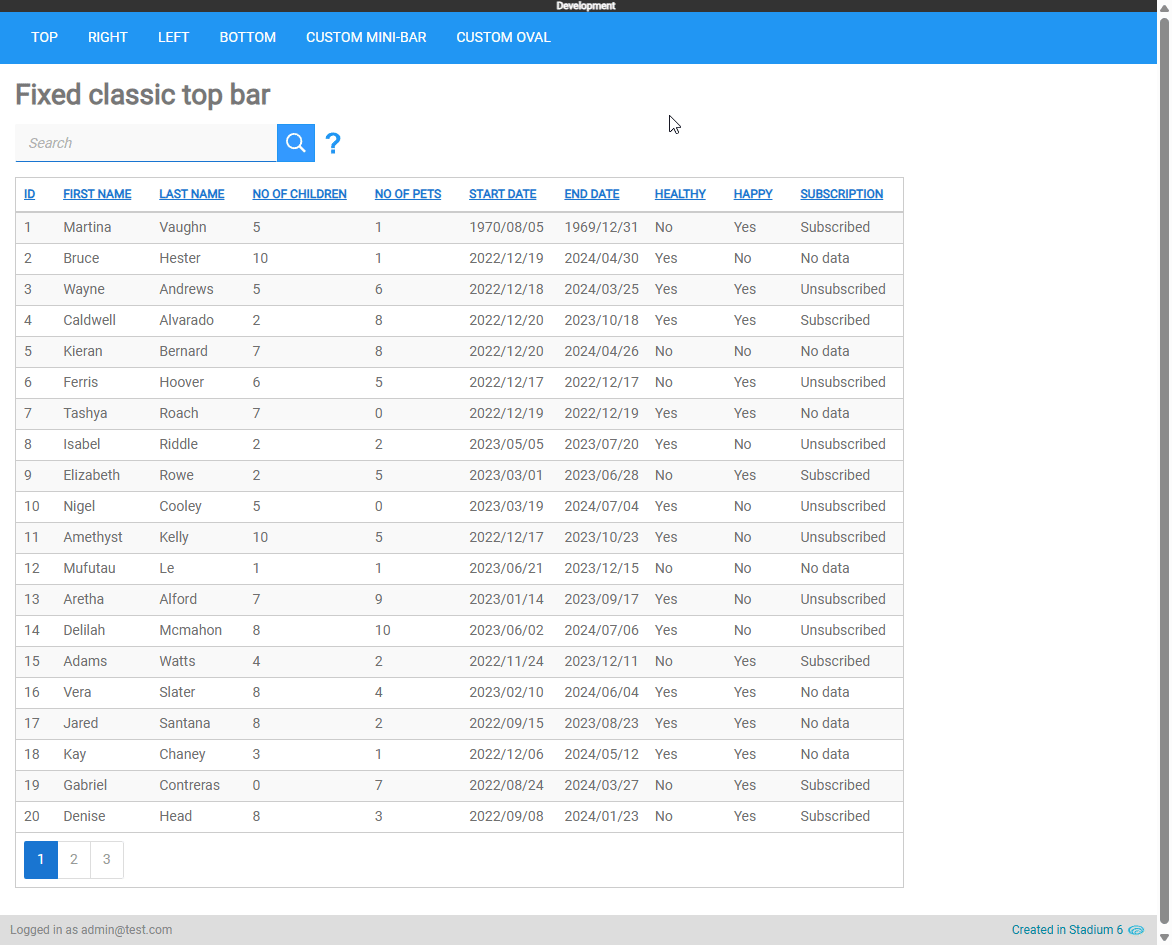 Development
TOP RIGHT LEFT BOTTOM CUSTOM MINI-BAR CUSTOM OVAL
Fixed classic top bar
Search ?
ID FIRST NAME LAST NAME NO OF CHILDREN NO OF PETS START DATE END DATE HEALTHY HAPPY SUBSCRIPTION
1 Martina Vaughn 5 1 1970/08/05 1969/12/31 No Yes Subscribed
2 Bruce Hester 10 1 2022/12/19 2024/04/30 Yes No No data
3 Wayne Andrews 5 6 2022/12/18 2024/03/25 Yes Yes Unsubscribed
4 Caldwell Alvarado 2 8 2022/12/20 2023/10/18 Yes Yes Subscribed
5 Kieran Bernard 7 8 2022/12/20 2024/04/26 No No No data
6 Ferris Hoover 6 5 2022/12/17 2022/12/17 No Yes Unsubscribed
7 Tashya Roach 7 0 2022/12/19 2022/12/19 Yes Yes No data
8 Isabel Riddle 2 2 2023/05/05 2023/07/20 Yes No Unsubscribed
9 Elizabeth Rowe 2 5 2023/03/01 2023/06/28 No Yes Subscribed
10 Nigel Cooley 5 0 2023/03/19 2024/07/04 Yes No Unsubscribed
11 Amethyst Kelly 10 5 2022/12/17 2023/10/23 Yes No Unsubscribed
12 Mufutau Le 1 1 2023/06/21 2023/12/15 No No No data
13 Aretha Alford 7 9 2023/01/14 2023/09/17 Yes No Unsubscribed
14 Delilah Mcmahon 8 10 2023/06/02 2024/07/06 Yes No Unsubscribed
15 Adams Watts 4 2 2022/11/24 2023/12/11 No Yes Subscribed
16 Vera Slater 8 4 2023/02/10 2024/06/04 Yes Yes No data
17 Jared Santana 8 2 2022/09/15 2023/08/23 Yes Yes No data
18 Kay Chaney 3 1 2022/12/06 2024/05/12 Yes Yes No data
19 Gabriel Contreras 0 7 2022/08/24 2024/03/27 No Yes Subscribed
20 Denise Head 8 3 2022/09/08 2024/01/23 No Yes Subscribed
1 2 3
Logged in as admin@test.com Created in Stadium 6